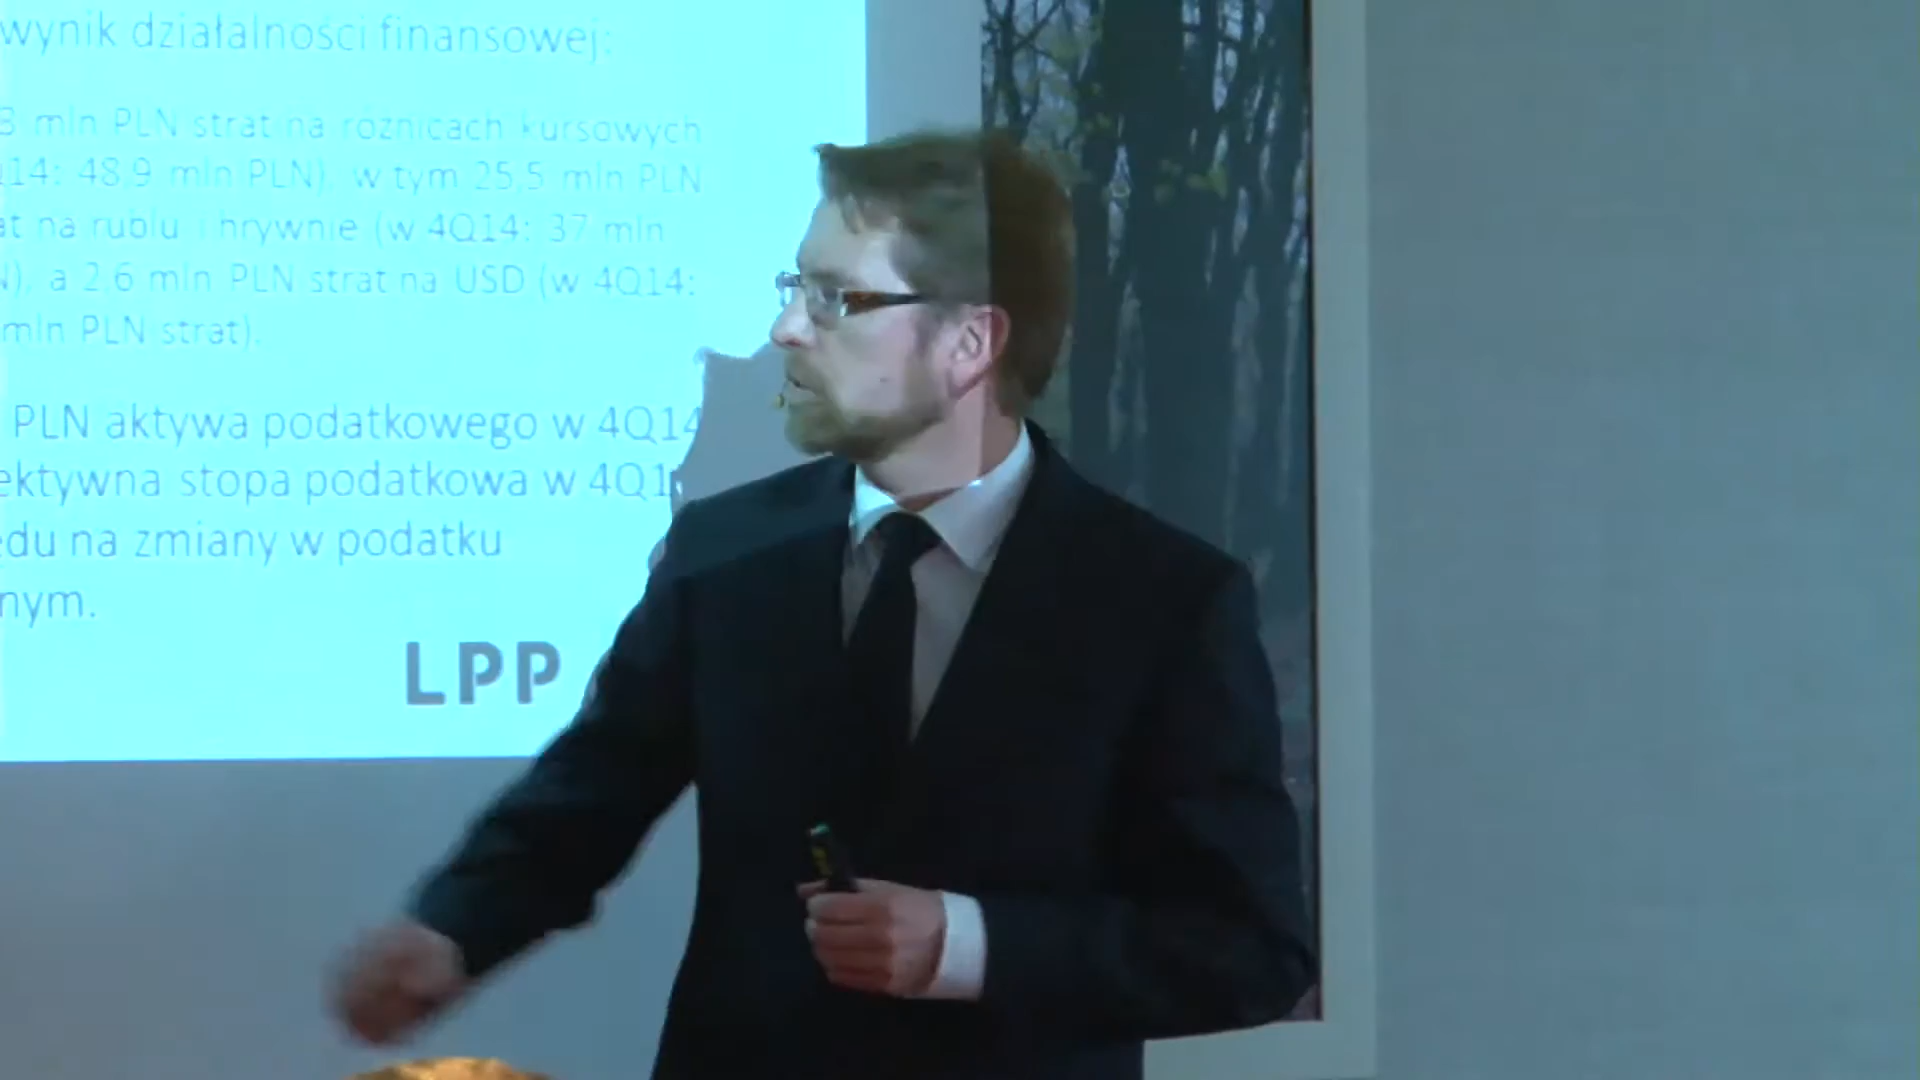 wynik działalności finansowej:
3 mln PLN strat na różnicach kursowych
14: 48,9 mln PLN), w tym 25,5 mln PLN
at na rublu i hrywnie (w 4Q14: 37 mln
N), a 2,6 mln PLN strat na USD (w 4Q14:
mln PLN strat).
PLN aktywa podatkowego w 4Q14
ektywna stopa podatkowa w 4Q1
ędu na zmiany w podatku
nym.
LPP